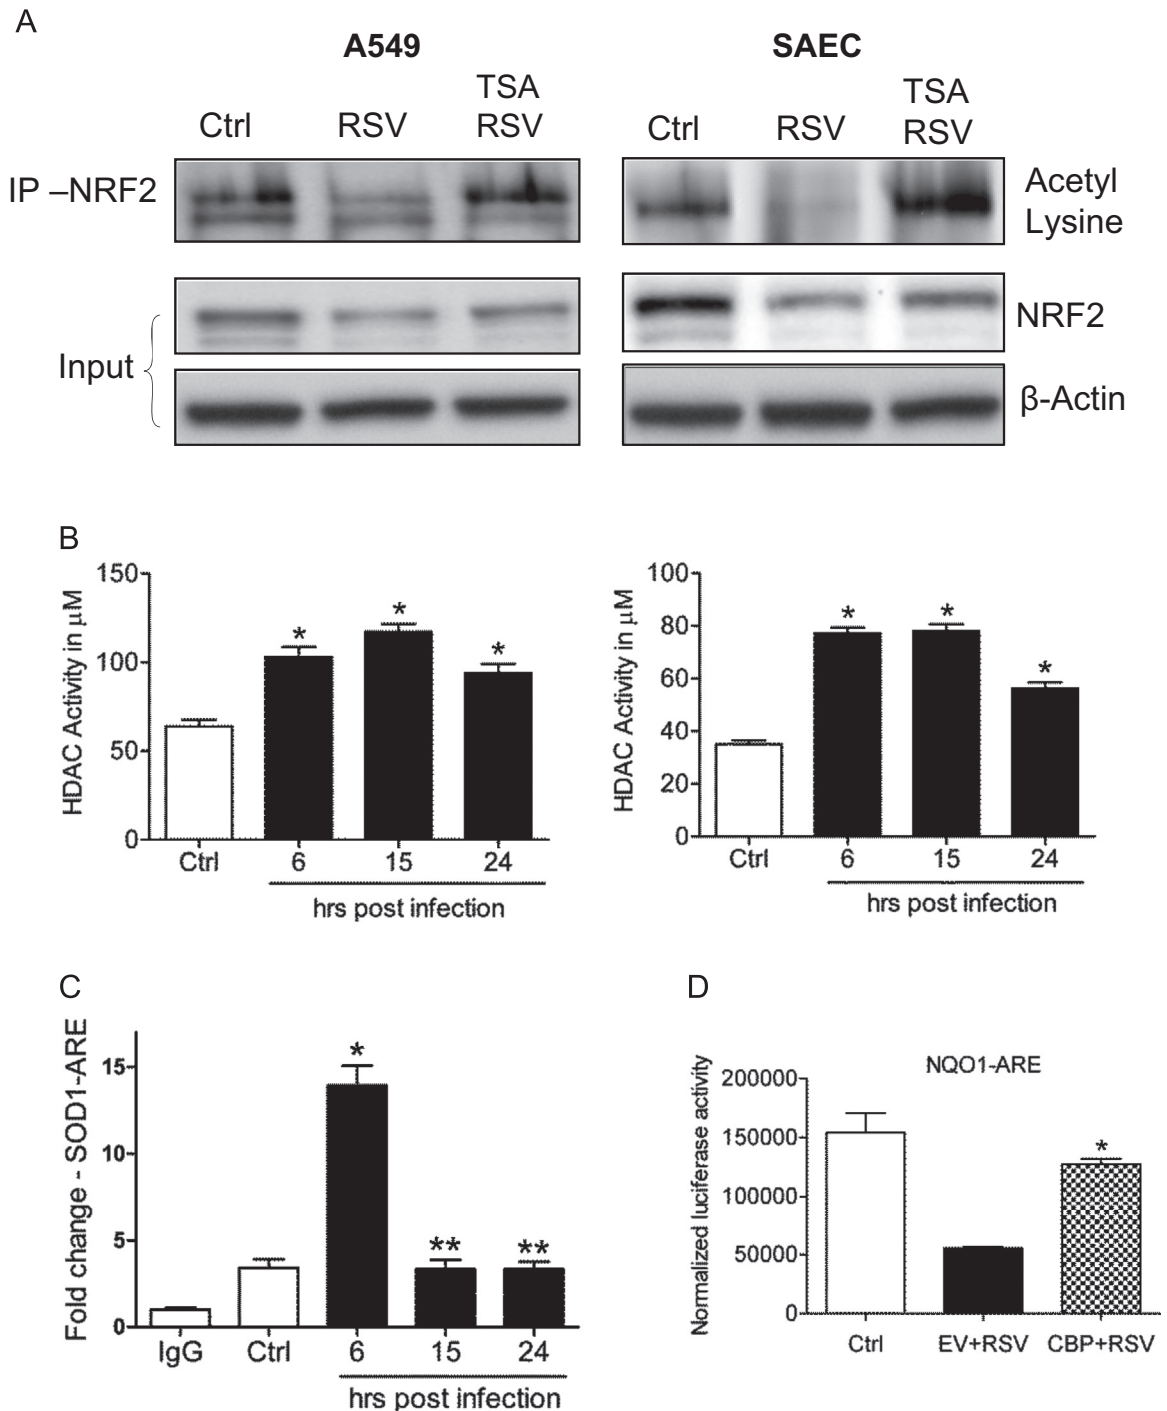 A
A549
SAEC
Ctrl
RSV
TSA
RSV
Ctrl
RSV
TSA
RSV
IP –NRF2
Acetyl
Lysine
NRF2
Input
β-Actin
B
HDAC Activity in μM
150
100
50
0
*
*
*
Ctrl
6
15
24
hrs post infection
HDAC Activity in μM
100
80
60
40
20
0
*
*
*
Ctrl
6
15
24
hrs post infection
C
Fold change - SOD1-ARE
15
10
5
0
*
**
**
IgG
Ctrl
6
15
24
hrs post infection
D
NQO1-ARE
Normalized luciferase activity
200000
150000
100000
50000
0
*
Ctrl
EV+RSV
CBP+RSV